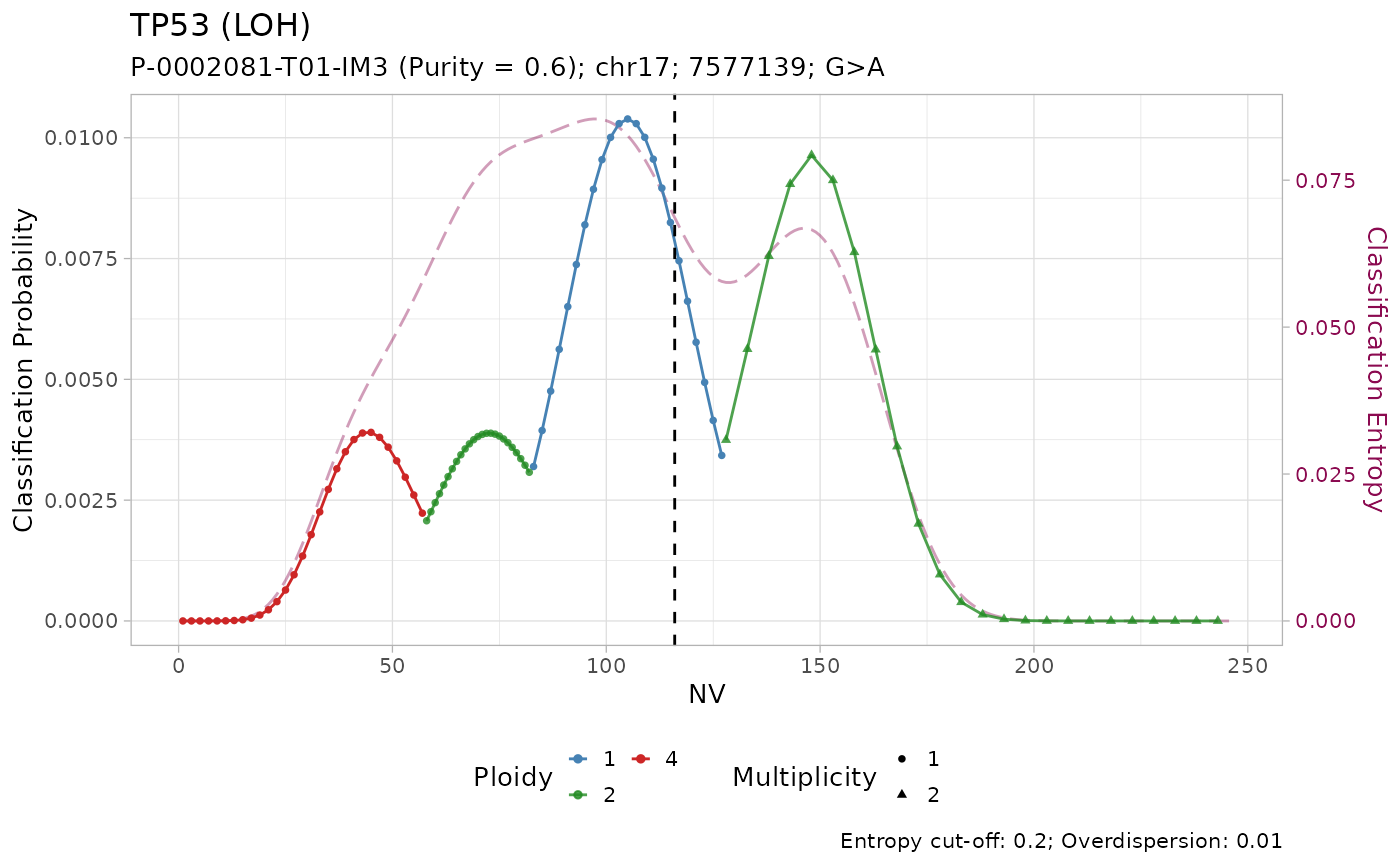 TP53 (LOH)
P-0002081-T01-IM3 (Purity = 0.6); chr17; 7577139; G>A
Classification Probability
0.0100
0.0075
0.0050
0.0025
0.0000
0.075
0.050
0.025
0.000
Classification Entropy
0 50 100 150 200 250
NV
Ploidy 1 4 2
Multiplicity 1 2
Entropy cut-off: 0.2; Overdispersion: 0.01